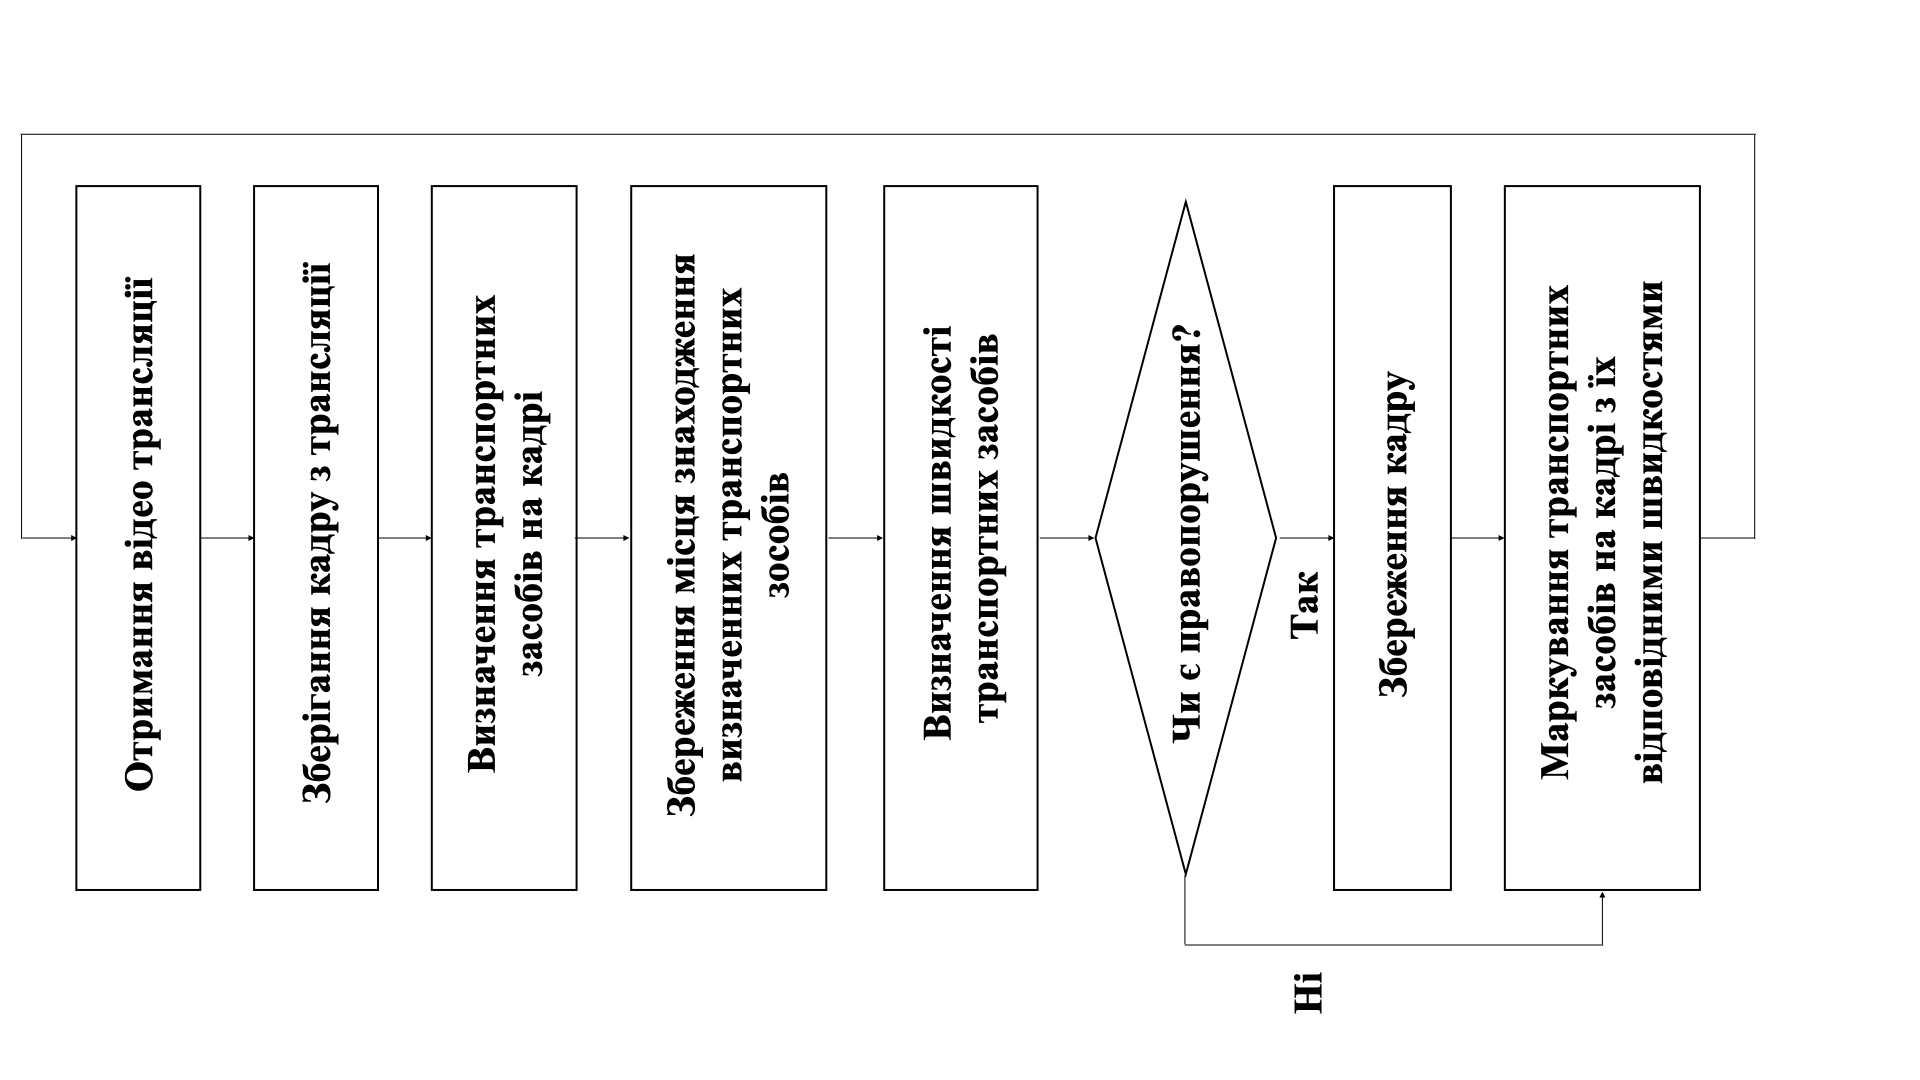 Отримання відео трансляції
Зберігання кадру з трансляції
Визначення транспортних
засобів на кадрі
Збереження місця знаходження
визначенних транспортних
зособів
Визначення швидкості
транспортних засобів
Чи є правопорушення?
Так
Ні
Збереження кадру
Маркування транспортних
засобів на кадрі з їх
відповідними швидкостями